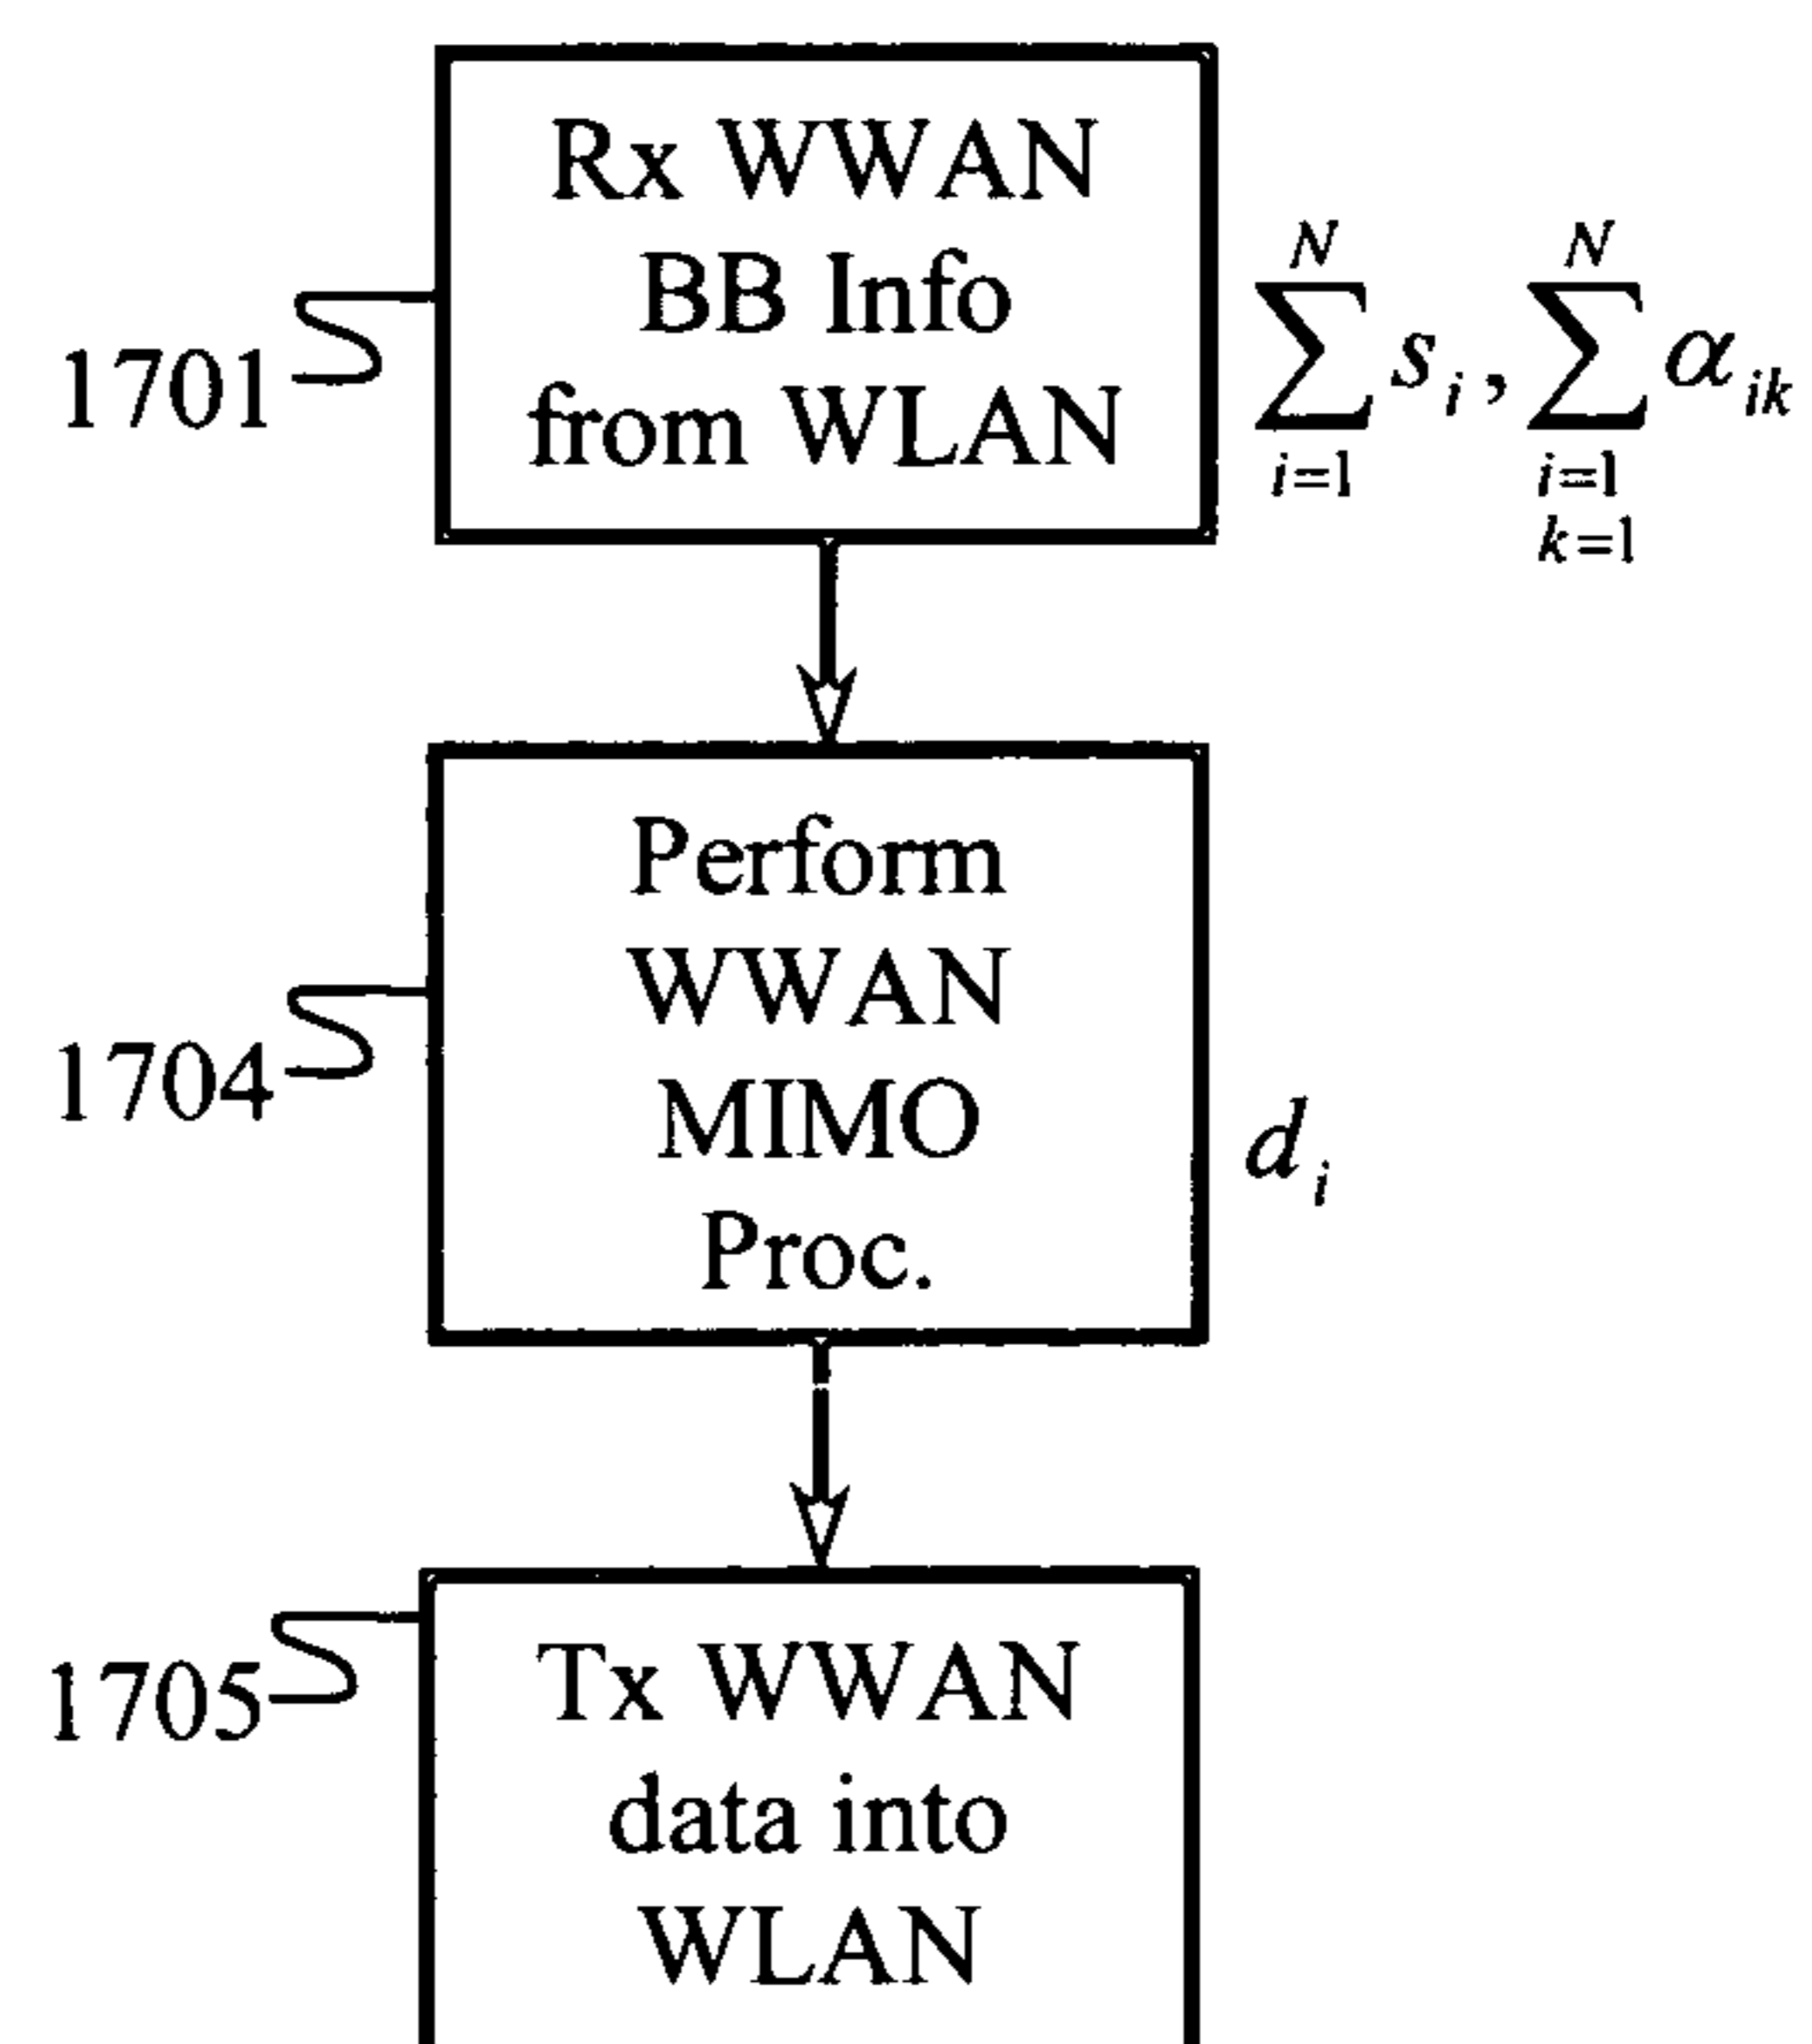 Rx WWAN
BB Info
from WLAN
1701
N N
∑ s_i , ∑ α_ik
i=1 i=1
k=1
Perform
WWAN
MIMO
Proc.
1704
d_i
Tx WWAN
data into
WLAN
1705